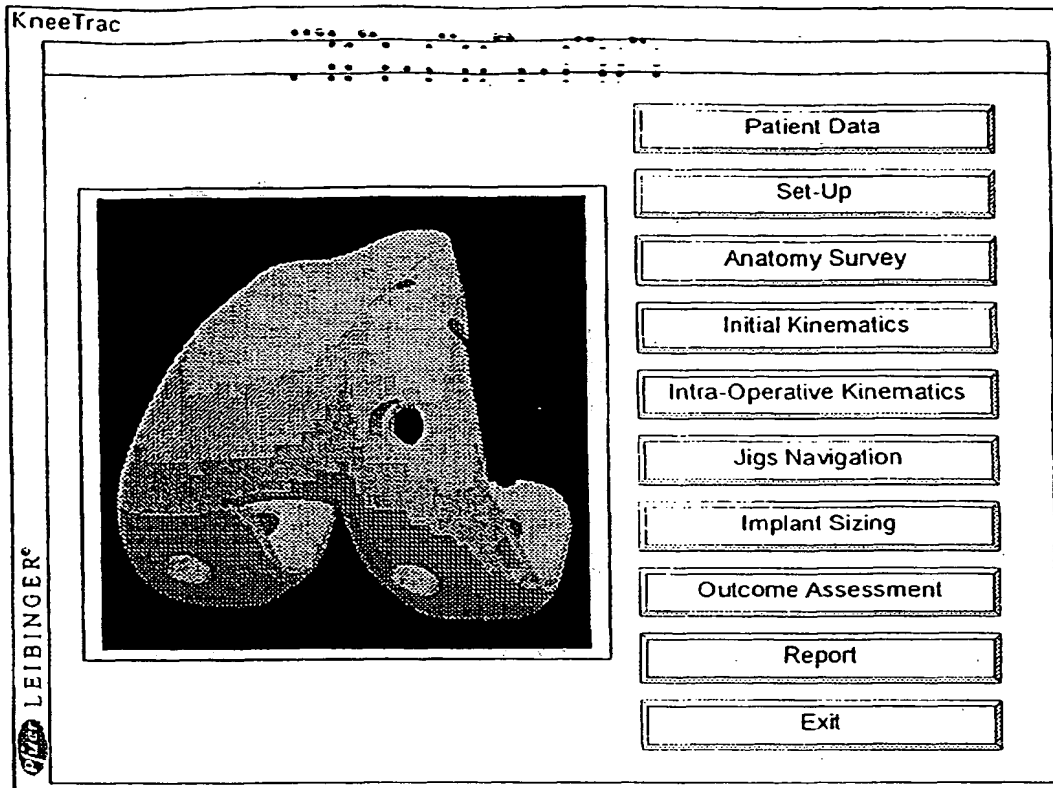 KneeTrac
Patient Data
Set-Up
Anatomy Survey
Initial Kinematics
Intra-Operative Kinematics
Jigs Navigation
Implant Sizing
Outcome Assessment
Report
Exit
Pfizer LEIBINGER®